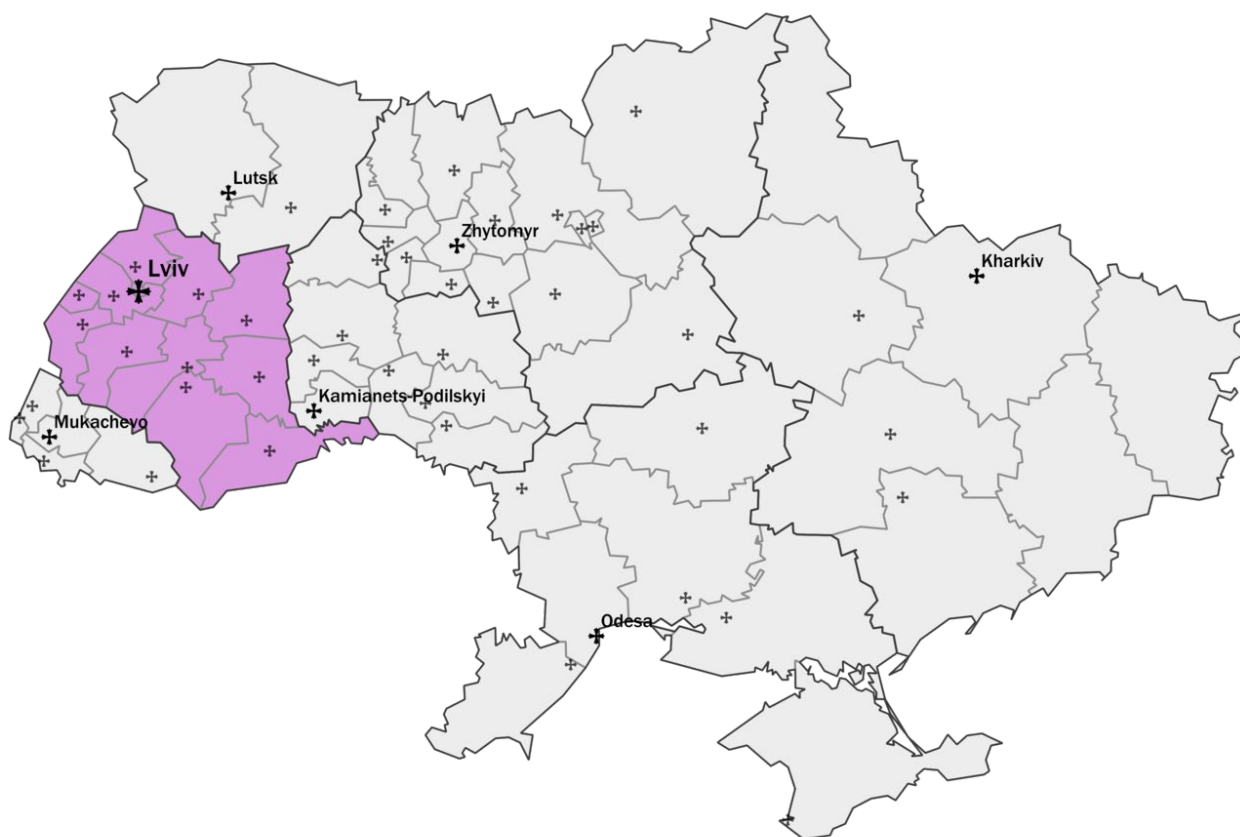 Lutsk
Zhytomyr
Lviv
Kharkiv
Kamianets-Podilskyi
Mukachevo
Odesa